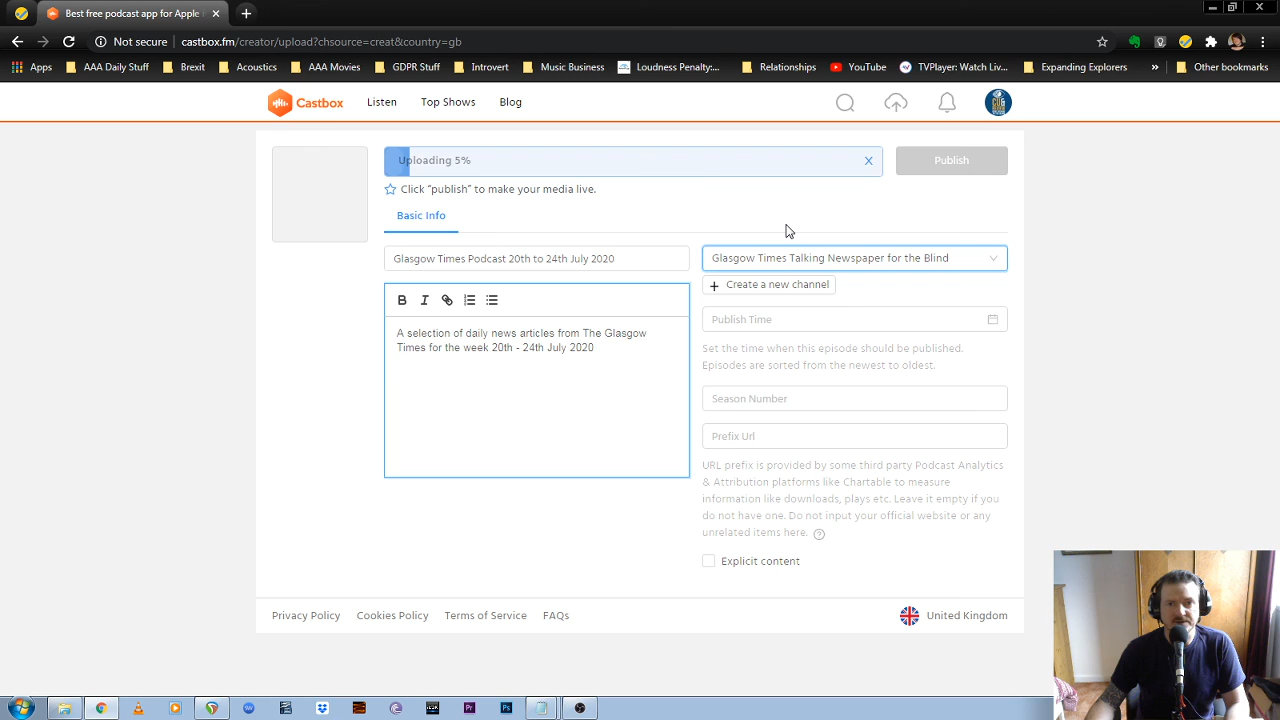 Best free podcast app for Apple i
Not secure
castbox.fm/creator/upload?chsource=creat&country=gb
Apps
AAA Daily Stuff
Brexit
Acoustics
AAA Movies
GDPR Stuff
Introvert
Music Business
Loudness Penalty:...
Relationships
YouTube
TVPlayer: Watch Liv...
Expanding Explorers
»
Other bookmarks
Castbox
Listen
Top Shows
Blog
Uploading 5%
X
Publish
Click "publish" to make your media live.
Basic Info
Glasgow Times Podcast 20th to 24th July 2020
Glasgow Times Talking Newspaper for the Blind
+ Create a new channel
B I
A selection of daily news articles from The Glasgow
Times for the week 20th - 24th July 2020
Publish Time
Set the time when this episode should be published.
Episodes are sorted from the newest to oldest.
Season Number
Prefix Url
URL prefix is provided by some third party Podcast Analytics
& Attribution platforms like Chartable to measure
information like downloads, plays etc. Leave it empty if you
do not have one. Do not input your official website or any
unrelated items here. ?
Explicit content
Privacy Policy
Cookies Policy
Terms of Service
FAQs
United Kingdom
Pr
Ps